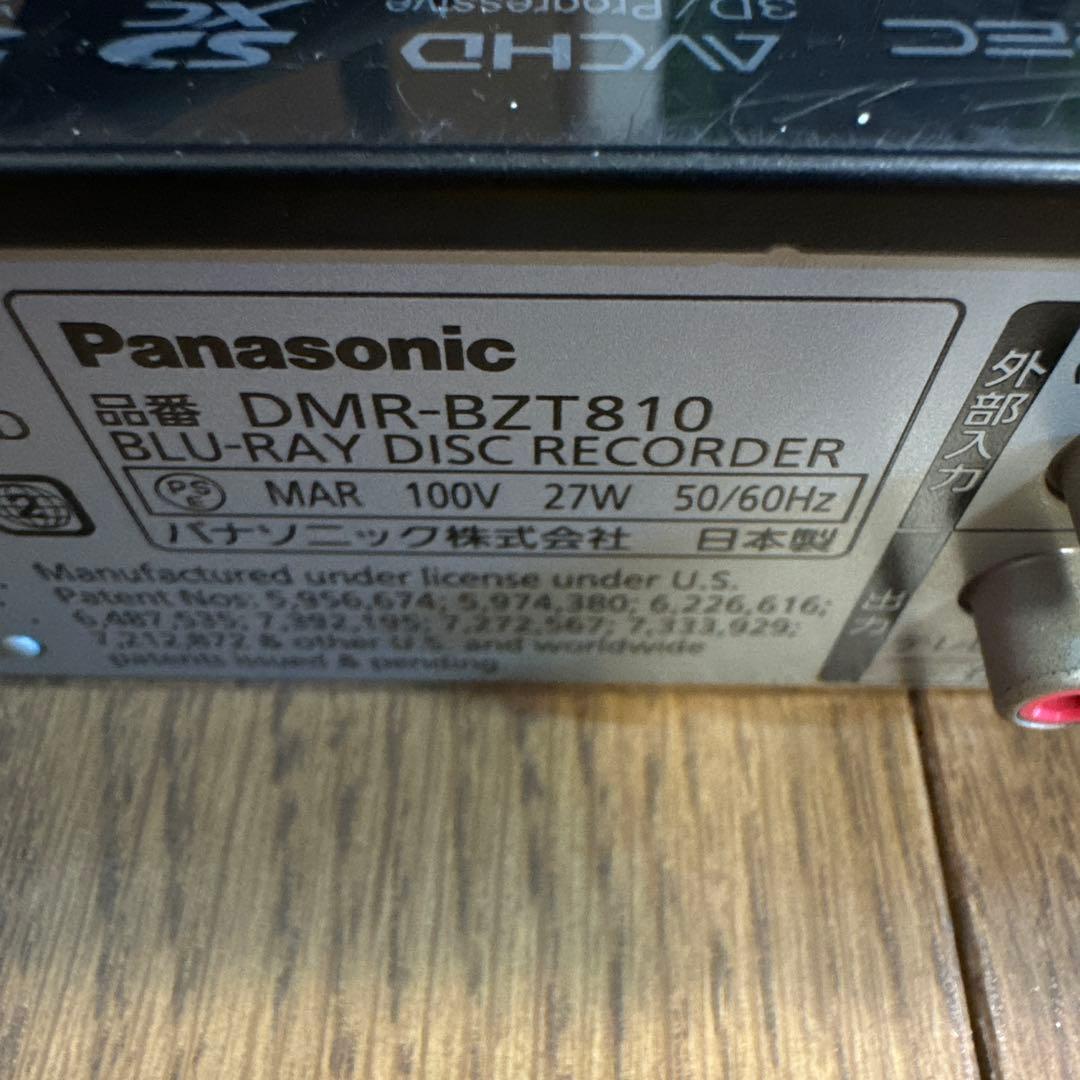 3D/Progressive
SD XC
AVCHD
EC
Panasonic
品番 DMR-BZT810
BLU-RAY DISC RECORDER
PS E MAR 100V 27W 50/60Hz
パナソニック株式会社 日本製
Manufactured under license under U.S.
Patent Nos: 5,956,674; 5,974,380; 6,226,616;
6,487,535; 7,392,195; 7,272,567; 7,333,929;
7,212,872 & other U.S. and worldwide
patents issued & pending
2
外部入力
出力